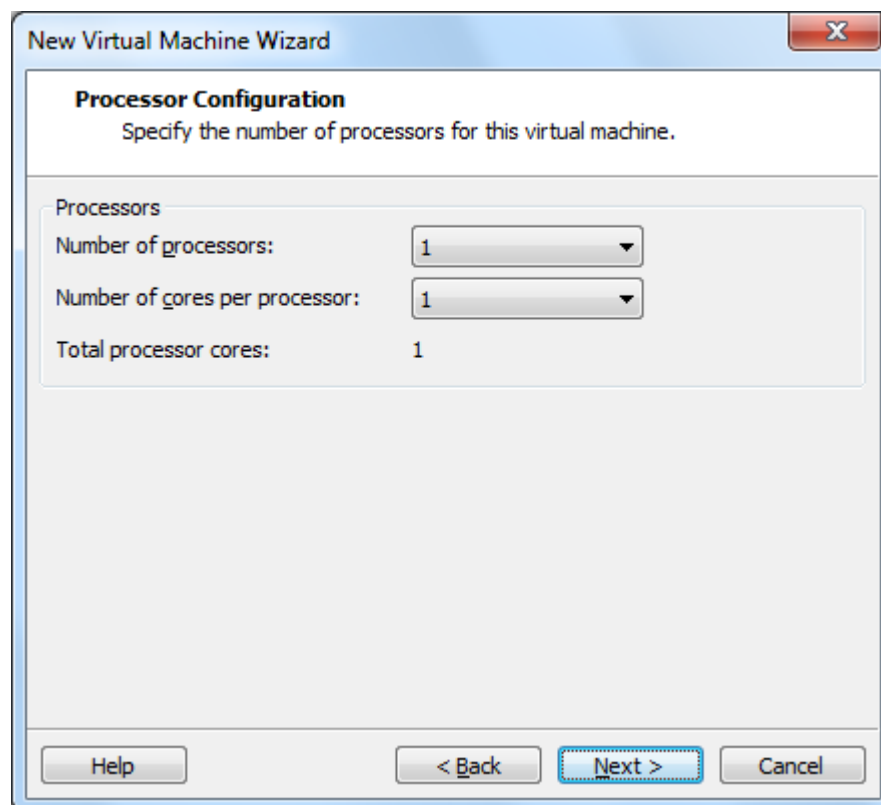 New Virtual Machine Wizard
Processor Configuration
Specify the number of processors for this virtual machine.
Processors
Number of processors: 1
Number of cores per processor: 1
Total processor cores: 1
Help < Back Next > Cancel